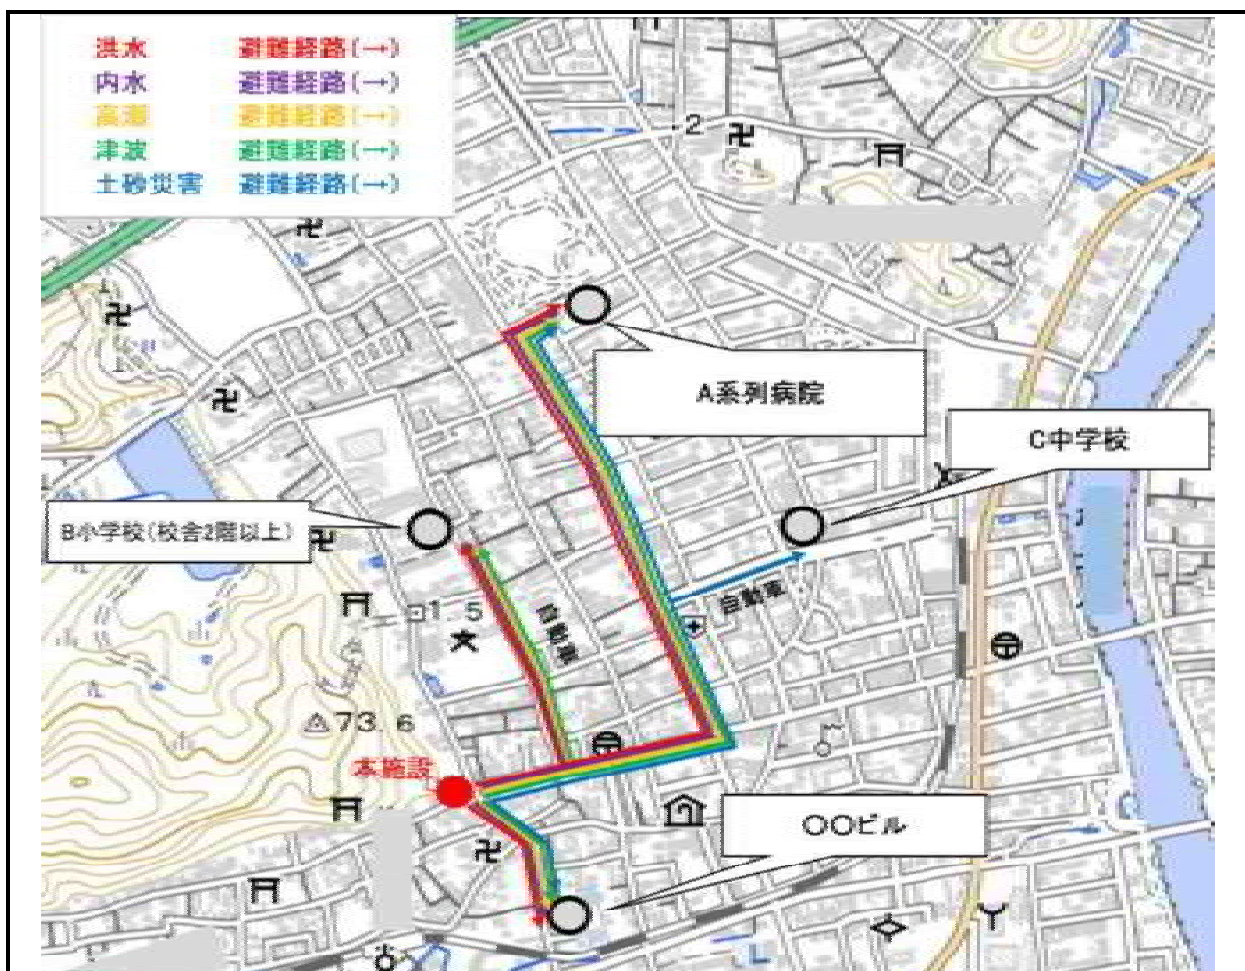 洪水 避難経路(→)
内水 避難経路(→)
高潮 避難経路(→)
津波 避難経路(→)
土砂災害 避難経路(→)
2
A系列病院
C中学校
B小学校(校舎2階以上)
自動車
自動車
1.5
73.6
本施設
〇〇ビル